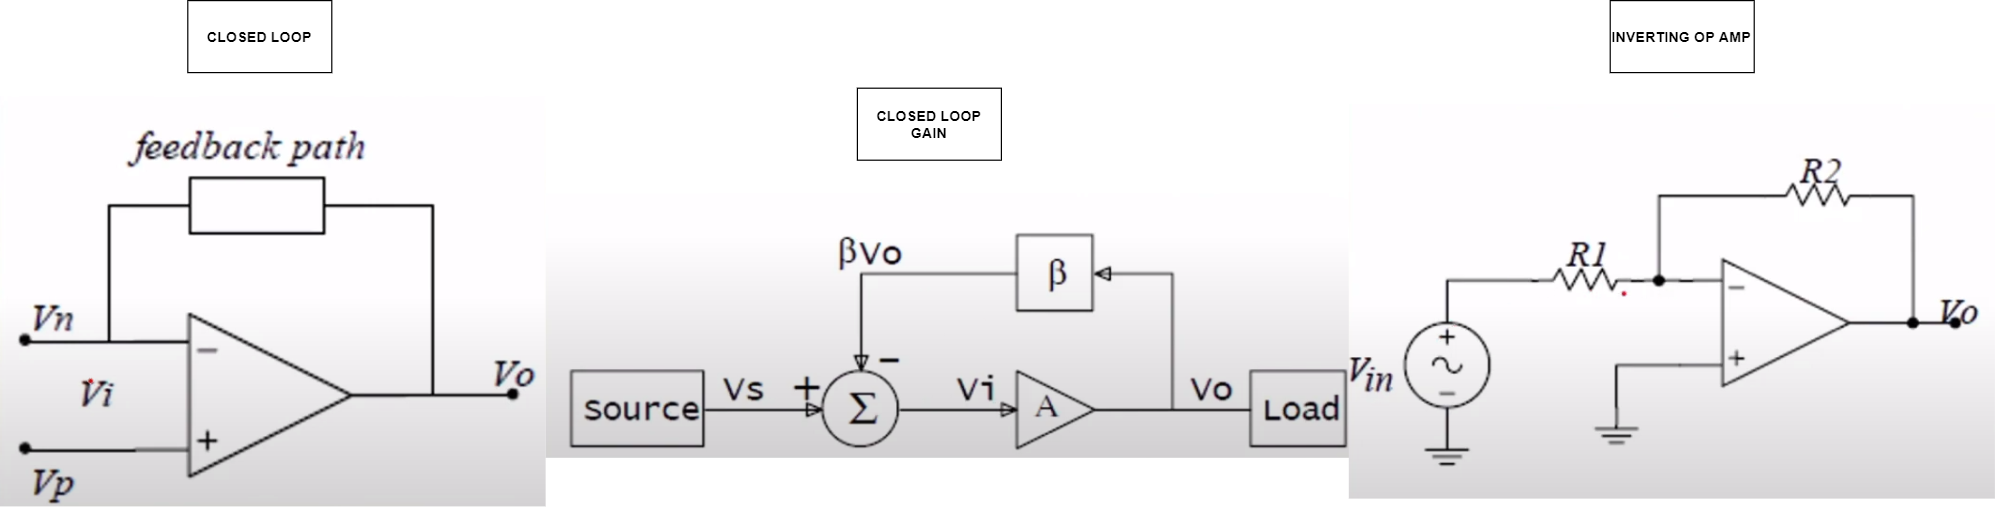 CLOSED LOOP
feedback path
Vn
−
Vi
Vo
+
Vp
CLOSED LOOP
GAIN
βVo
β
−
Source
Vs
+
Σ
Vi
A
Vo
Load
INVERTING OP AMP
R2
R1
−
Vo
+
Vin
+
−